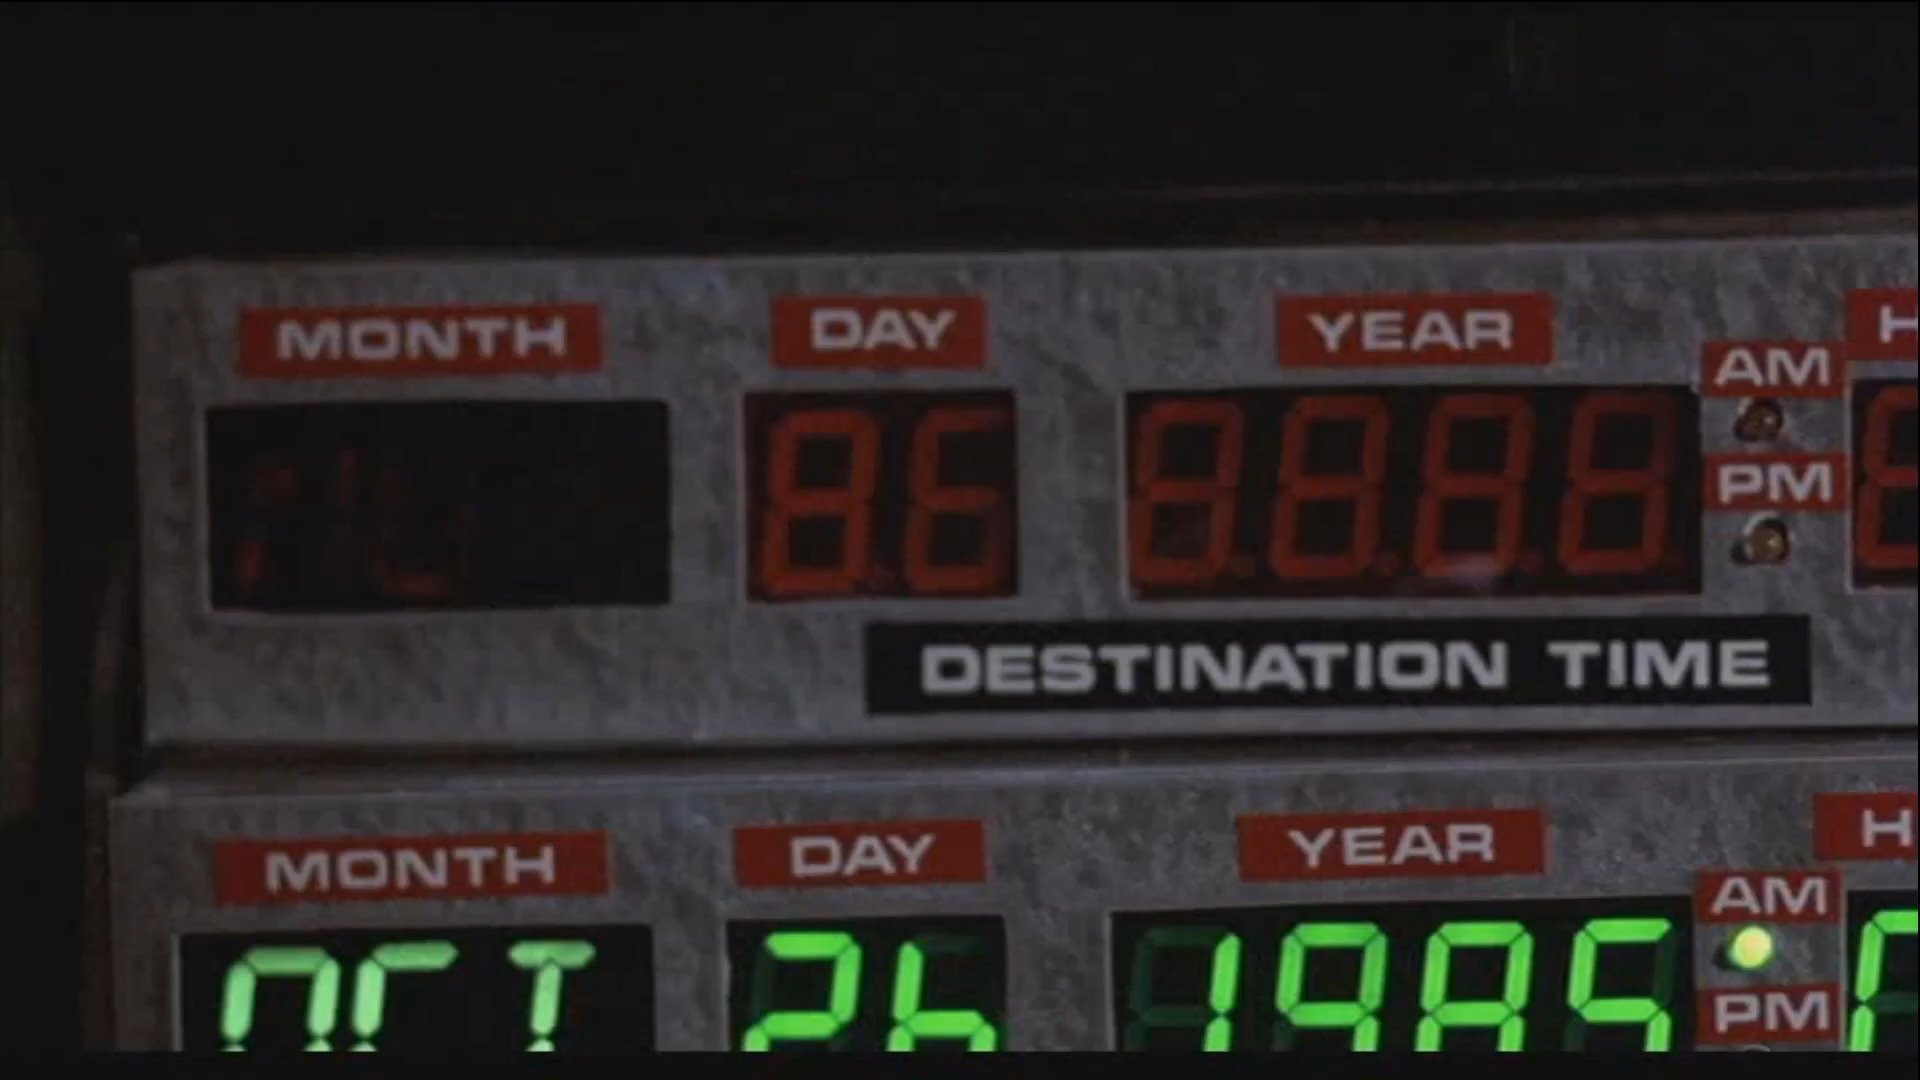 MONTH DAY YEAR
AM
PM
DESTINATION TIME
MONTH DAY YEAR
AM
OCT 26 1985
PM